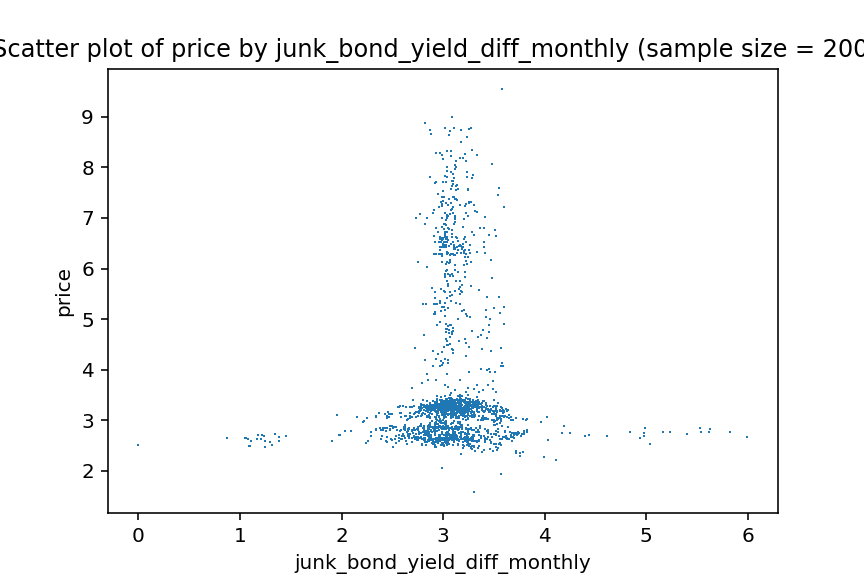 Scatter plot of price by junk_bond_yield_diff_monthly (sample size = 200
9
8
7
6
5
4
3
2
price
0 1 2 3 4 5 6
junk_bond_yield_diff_monthly